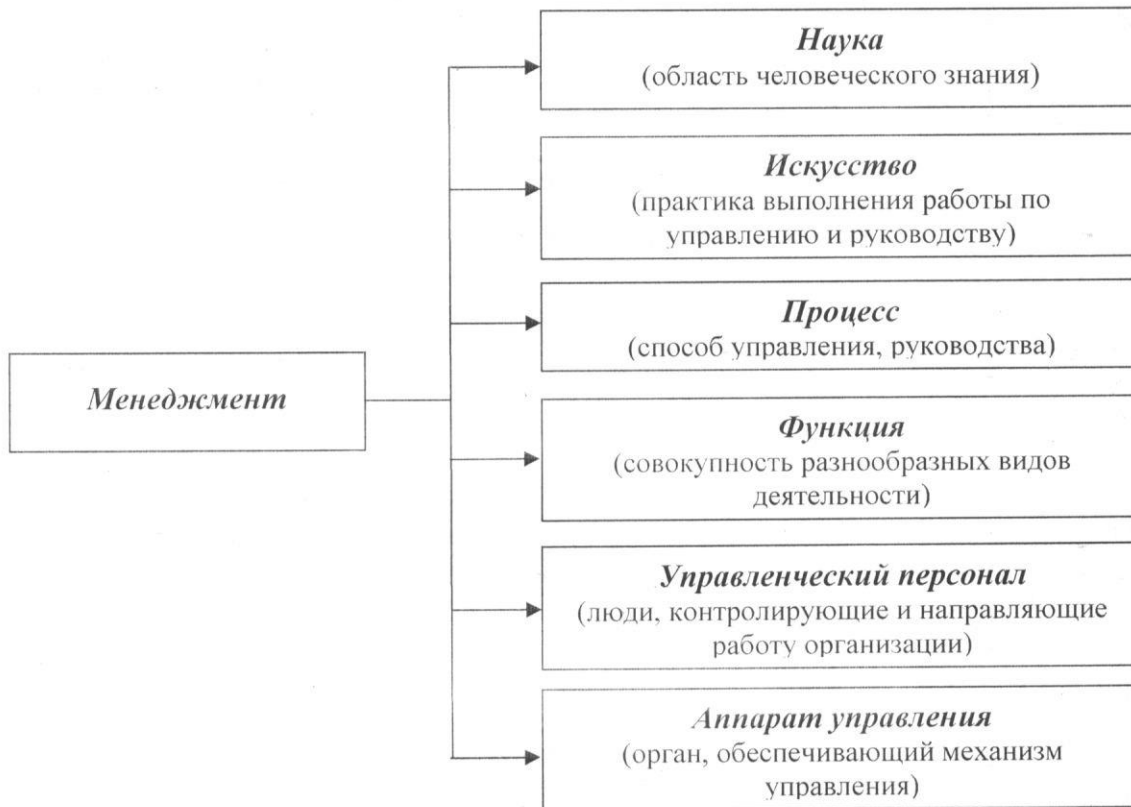 Наука
(область человеческого знания)
Искусство
(практика выполнения работы по
управлению и руководству)
Процесс
(способ управления, руководства)
Менеджмент
Функция
(совокупность разнообразных видов
деятельности)
Управленческий персонал
(люди, контролирующие и направляющие
работу организации)
Аппарат управления
(орган, обеспечивающий механизм
управления)